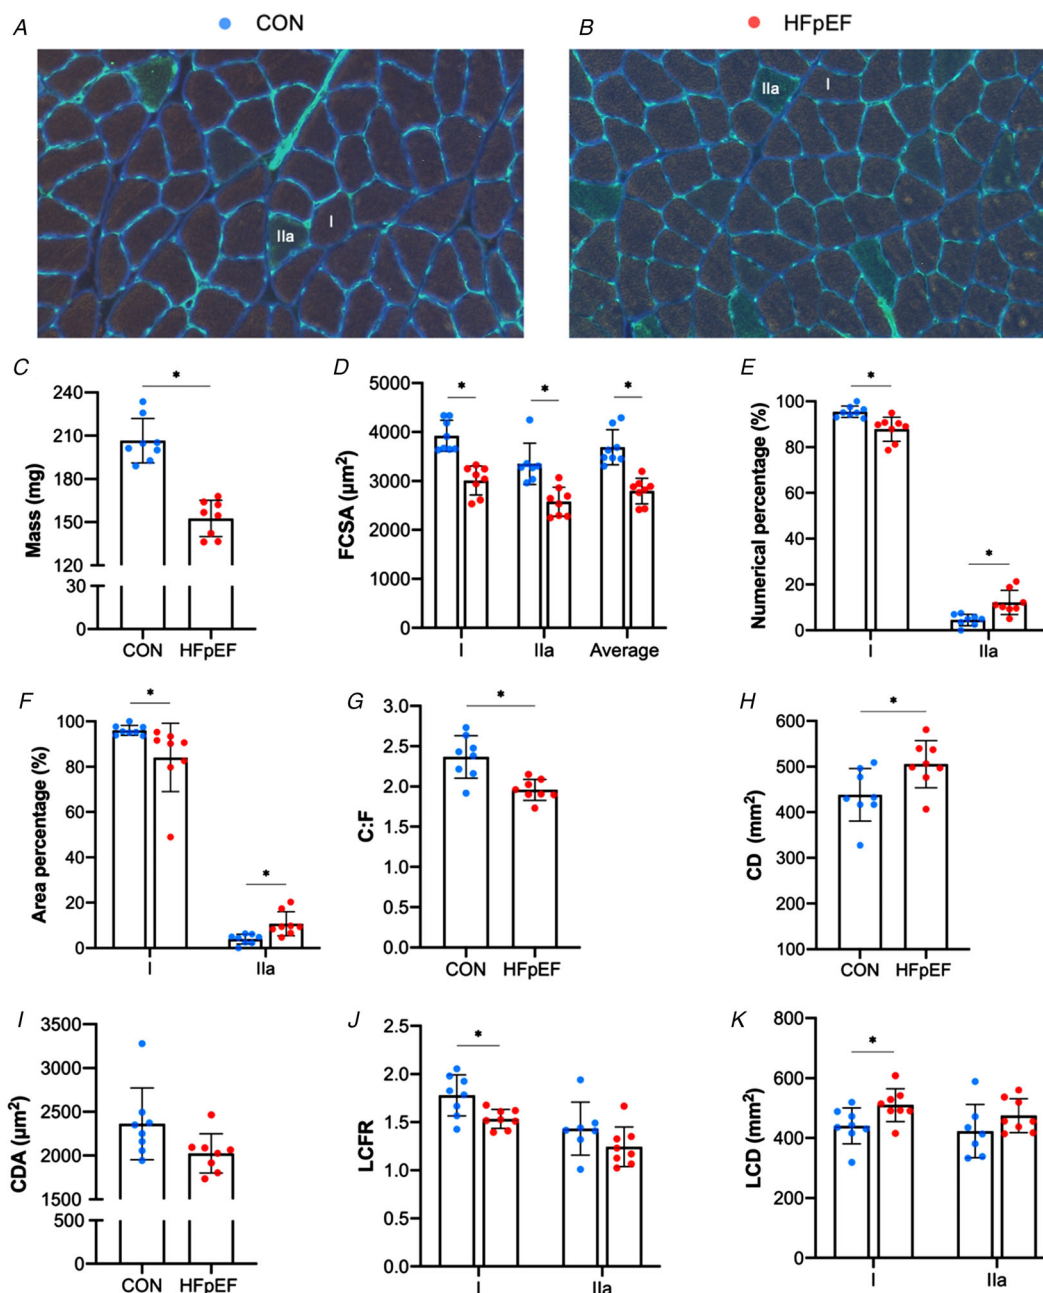 A CON B HFpEF
IIa I
IIa I
C D E
* * * * *
240 5000 100
210 4000 80
180 3000 60
150 2000 40
120 1000 20
30 0 0
0
Mass (mg) FCSA (µm²) Numerical percentage (%)
*
CON HFpEF I IIa Average I IIa
F G H
* * *
100 3.0 600
80 2.5 500
60 2.0 400
40 1.5 300
20 1.0 200
0 0.5 100
0.0
Area percentage (%) C:F CD (mm²)
*
I IIa CON HFpEF CON HFpEF
I J K
* *
3500 2.5 800
3000 2.0 600
2500 1.5 400
2000 1.0 200
1500 0.5 0
500 0.0
0
CDA (µm²) LCFR LCD (mm²)
CON HFpEF I IIa I IIa